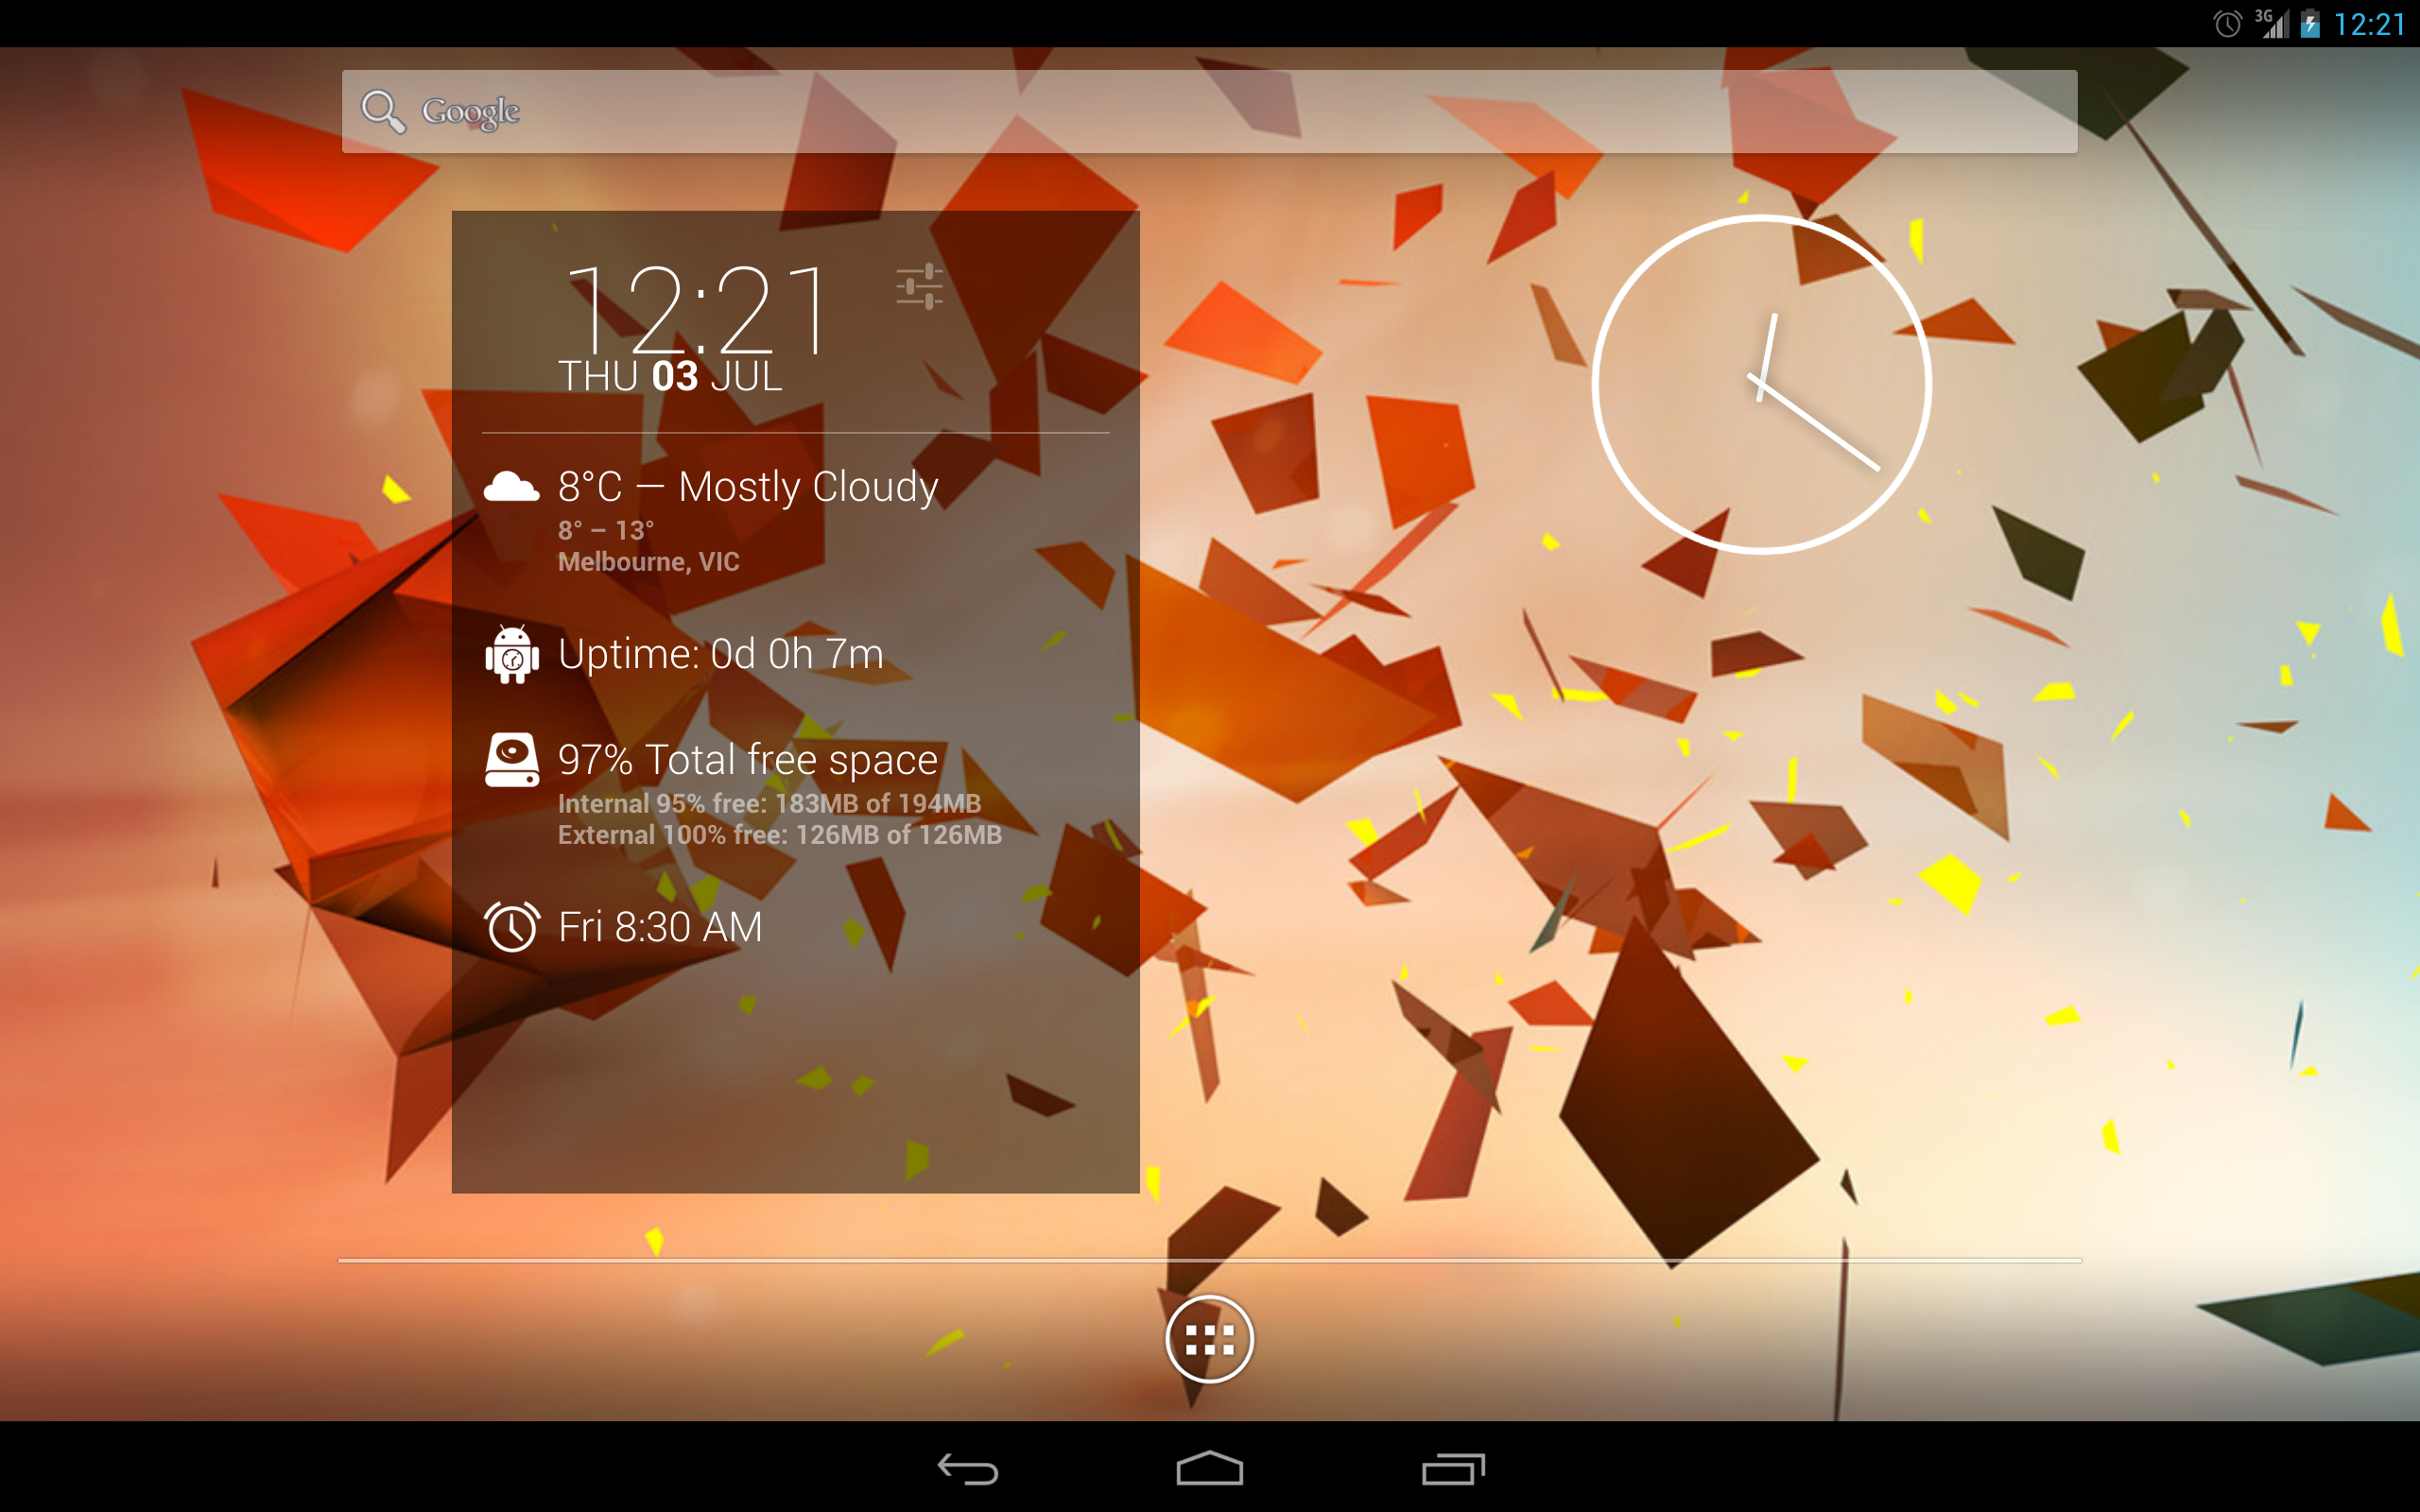 3G 12:21
Google
12:21
THU 03 JUL
8°C — Mostly Cloudy
8° – 13°
Melbourne, VIC
Uptime: 0d 0h 7m
97% Total free space
Internal 95% free: 183MB of 194MB
External 100% free: 126MB of 126MB
Fri 8:30 AM